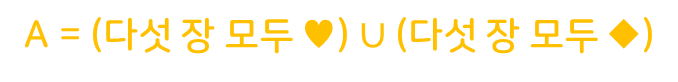 A = (다섯 장 모두 ♥) ∪ (다섯 장 모두 ◆)